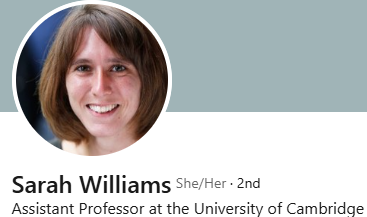 Sarah Williams She/Her · 2nd
Assistant Professor at the University of Cambridge